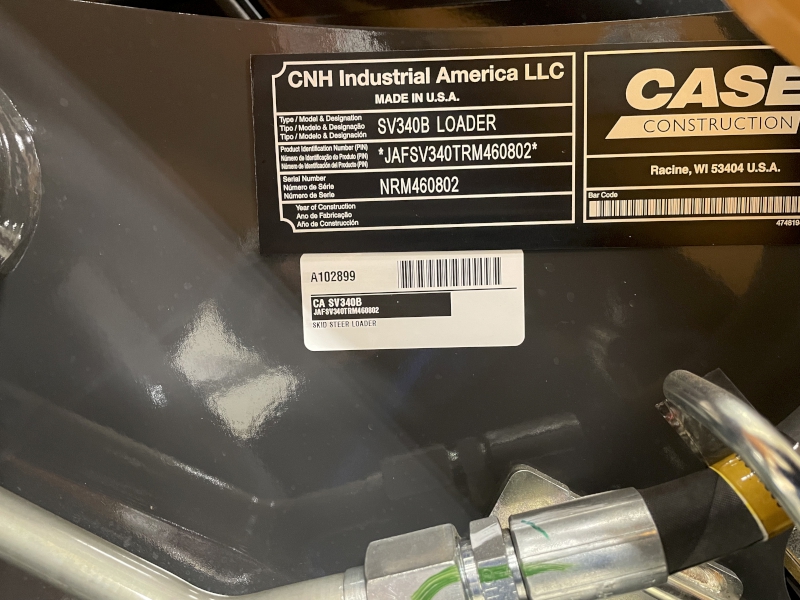 CNH Industrial America LLC
MADE IN U.S.A.
Type / Model & Designation
Tipo / Modelo & Designação
Tipo / Modelo & Designación
SV340B LOADER
Product Identification Number (PIN)
Número de Identificação do Produto (PIN)
Número de Identificación del Producto (PIN)
*JAFSV340TRM460802*
Serial Number
Número de Série
Número de Serie
NRM460802
Year of Construction
Ano de Fabricação
Año de Construcción
CASE
CONSTRUCTION
Racine, WI 53404 U.S.A.
Bar Code
A102899
CA SV340B
JAFSV340TRM460802
SKID STEER LOADER